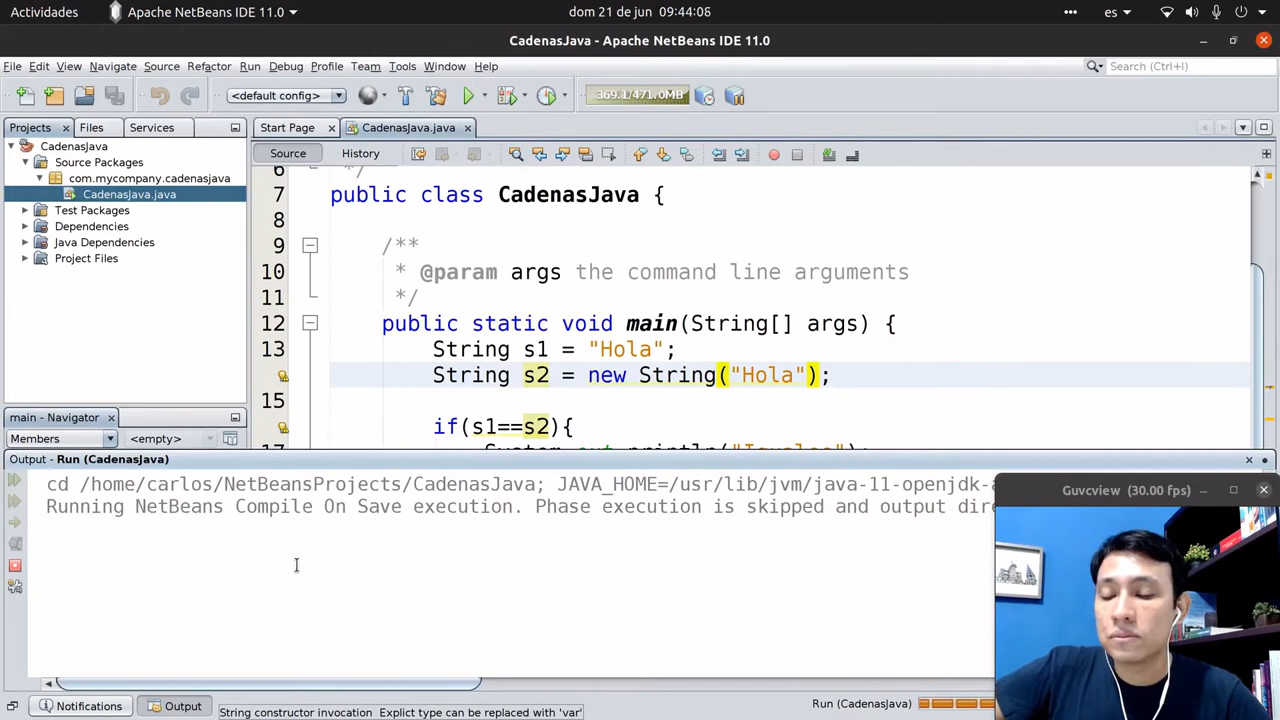 Actividades Apache NetBeans IDE 11.0 dom 21 de jun 09:44:06 es
CadenasJava - Apache NetBeans IDE 11.0
File Edit View Navigate Source Refactor Run Debug Profile Team Tools Window Help Search (Ctrl+I)
<default config> 369.1/471.0MB
Projects Files Services Start Page CadenasJava.java
CadenasJava
Source Packages
com.mycompany.cadenasjava
CadenasJava.java
Test Packages
Dependencies
Java Dependencies
Project Files
Source History
6 */
7 public class CadenasJava {
8
9 /**
10 * @param args the command line arguments
11 */
12 public static void main(String[] args) {
13 String s1 = "Hola";
String s2 = new String("Hola");
15
if(s1==s2){
17 System.out.println("Iguales");
main - Navigator
Members <empty>
Output - Run (CadenasJava)
cd /home/carlos/NetBeansProjects/CadenasJava; JAVA_HOME=/usr/lib/jvm/java-11-openjdk-a
Running NetBeans Compile On Save execution. Phase execution is skipped and output dire
Guvcview (30.00 fps)
Notifications Output String constructor invocation Explict type can be replaced with 'var' Run (CadenasJava)